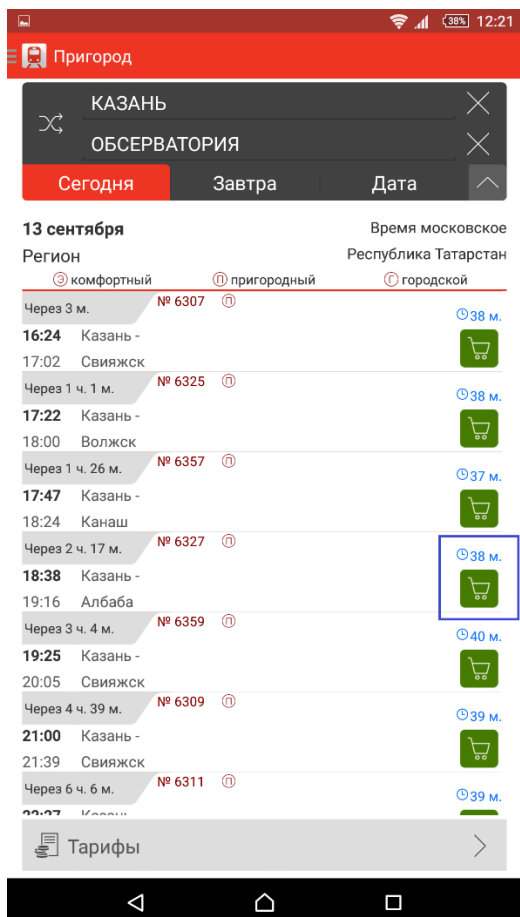 38% 12:21
Пригород
КАЗАНЬ
ОБСЕРВАТОРИЯ
Сегодня Завтра Дата
13 сентября Время московское
Регион Республика Татарстан
Э комфортный П пригородный Г городской
Через 3 м. № 6307 П 38 м.
16:24 Казань -
17:02 Свияжск
Через 1 ч. 1 м. № 6325 П 38 м.
17:22 Казань -
18:00 Волжск
Через 1 ч. 26 м. № 6357 П 37 м.
17:47 Казань -
18:24 Канаш
Через 2 ч. 17 м. № 6327 П 38 м.
18:38 Казань -
19:16 Албаба
Через 3 ч. 4 м. № 6359 П 40 м.
19:25 Казань -
20:05 Свияжск
Через 4 ч. 39 м. № 6309 П 39 м.
21:00 Казань -
21:39 Свияжск
Через 6 ч. 6 м. № 6311 П 39 м.
Тарифы